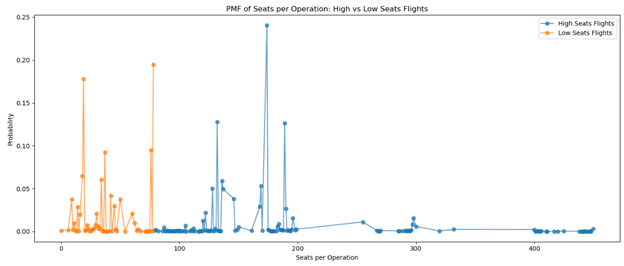 PMF of Seats per Operation: High vs Low Seats Flights
0.25
High Seats Flights
Low Seats Flights
0.20
0.15
Probability
0.10
0.05
0.00
0
100
200
300
400
Seats per Operation